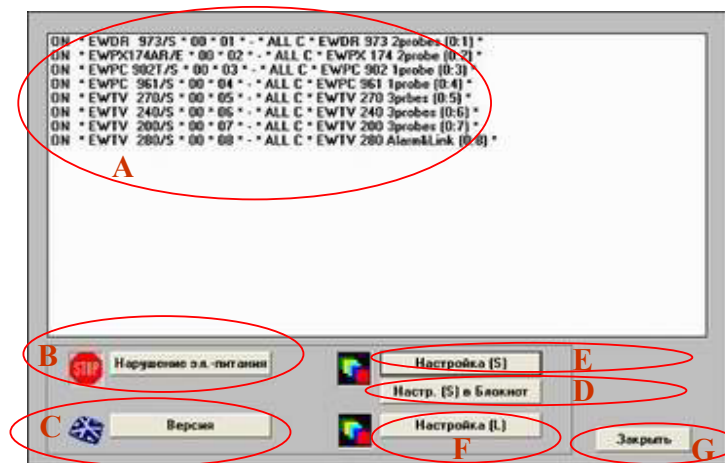 ON * EWDR 973/S * 00 * 01 * - * ALL C * EWDR 973 2probes (0:1) *
ON * EWPX174AR/E * 00 * 02 * - * ALL C * EWPX 174 2probe (0:2) *
ON * EWPC 902T/S * 00 * 03 * - * ALL C * EWPC 902 1probe (0:3) *
ON * EWPC 961/S * 00 * 04 * - * ALL C * EWPC 961 1probe (0:4) *
ON * EWTV 270/S * 00 * 05 * - * ALL C * EWTV 270 3prbes (0:5) *
ON * EWTV 240/S * 00 * 06 * - * ALL C * EWTV 240 3probes (0:6) *
ON * EWTV 200/S * 00 * 07 * - * ALL C * EWTV 200 3probes (0:7) *
ON * EWTV 280/S * 00 * 08 * - * ALL C * EWTV 280 Alarm&Link (0:8) *
A
B STOP Нарушение эл.-питания
Настройка (S) E
Настр. (S) в Блокнот D
C Версия
Настройка (L)
F
Закрыть G